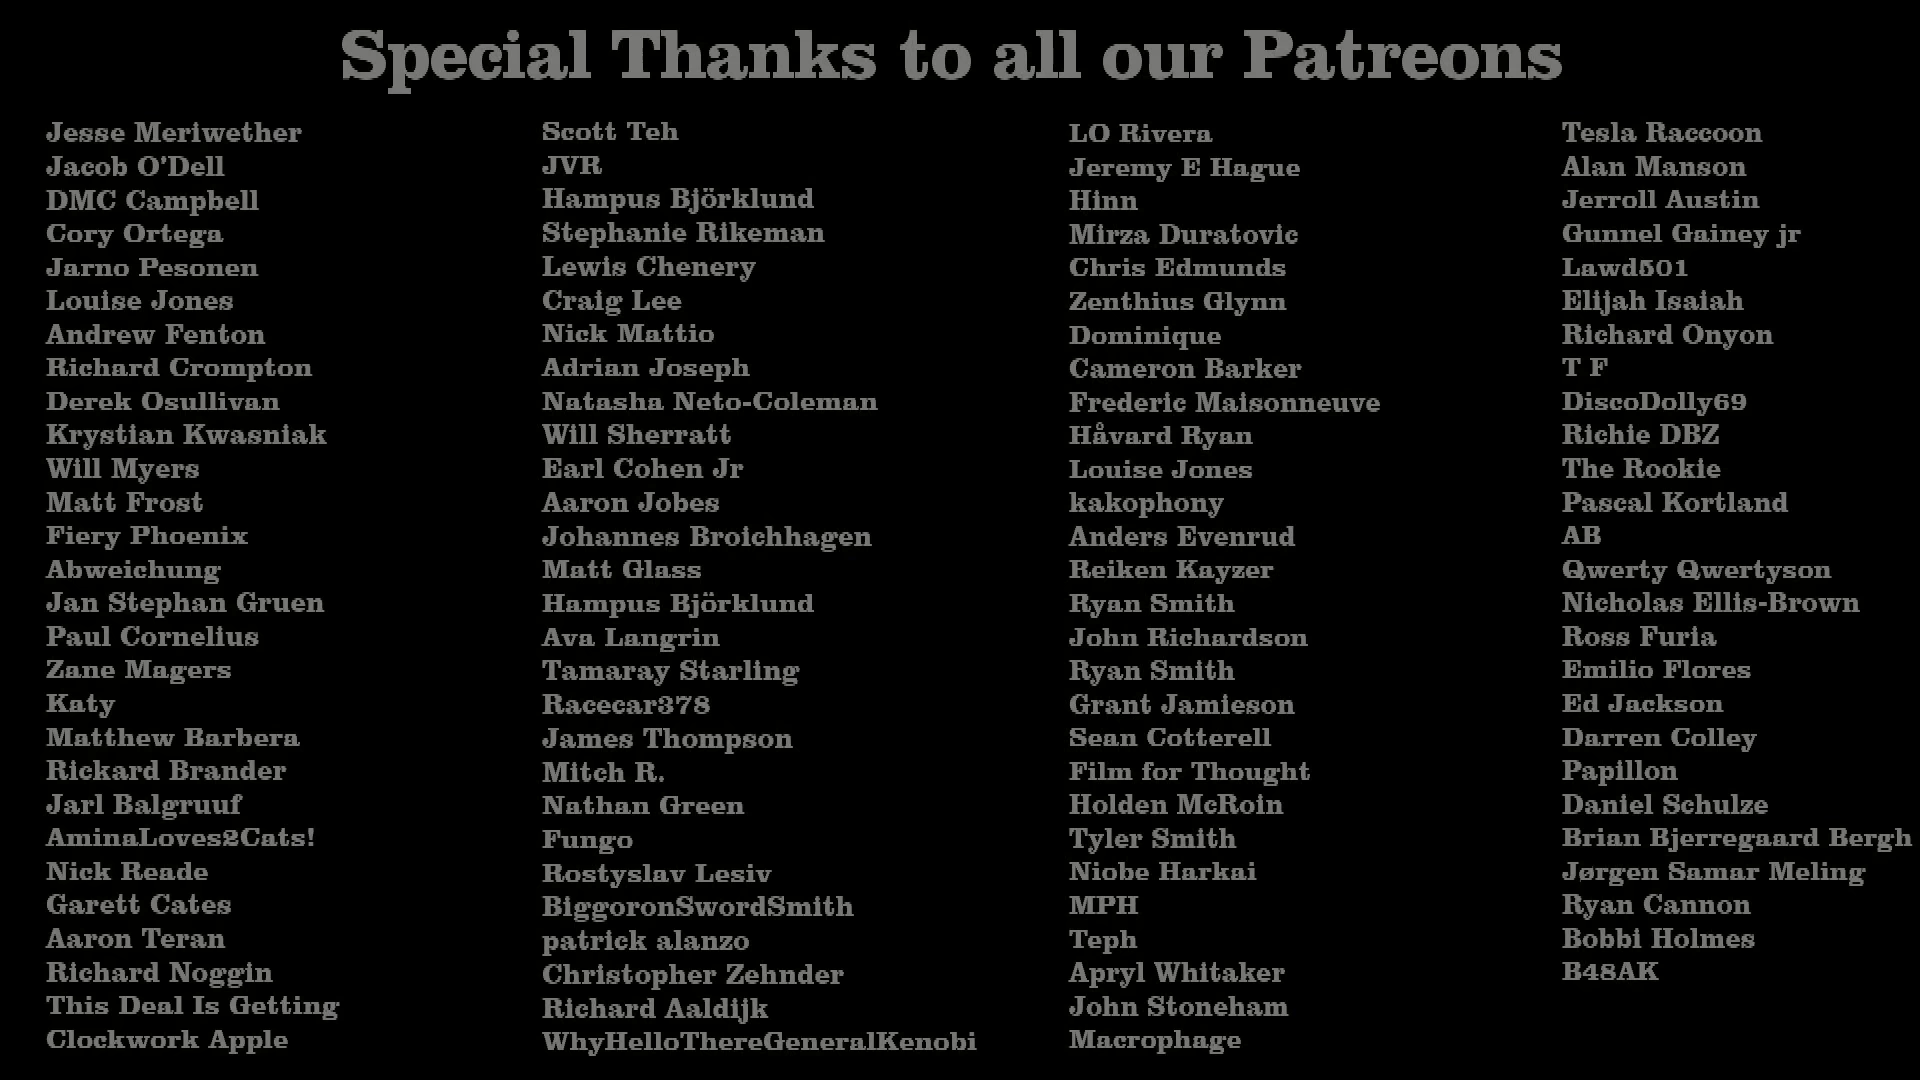 Special Thanks to all our Patreons
Jesse Meriwether
Jacob O'Dell
DMC Campbell
Cory Ortega
Jarno Pesonen
Louise Jones
Andrew Fenton
Richard Crompton
Derek Osullivan
Krystian Kwasniak
Will Myers
Matt Frost
Fiery Phoenix
Abweichung
Jan Stephan Gruen
Paul Cornelius
Zane Magers
Katy
Matthew Barbera
Rickard Brander
Jarl Balgruuf
AminaLoves2Cats!
Nick Reade
Garett Cates
Aaron Teran
Richard Noggin
This Deal Is Getting
Clockwork Apple
Scott Teh
JVR
Hampus Björklund
Stephanie Rikeman
Lewis Chenery
Craig Lee
Nick Mattio
Adrian Joseph
Natasha Neto-Coleman
Will Sherratt
Earl Cohen Jr
Aaron Jobes
Johannes Broichhagen
Matt Glass
Hampus Björklund
Ava Langrin
Tamaray Starling
Racecar378
James Thompson
Mitch R.
Nathan Green
Fungo
Rostyslav Lesiv
BiggoronSwordSmith
patrick alanzo
Christopher Zehnder
Richard Aaldijk
WhyHelloThereGeneralKenobi
LO Rivera
Jeremy E Hague
Hinn
Mirza Duratovic
Chris Edmunds
Zenthius Glynn
Dominique
Cameron Barker
Frederic Maisonneuve
Håvard Ryan
Louise Jones
kakophony
Anders Evenrud
Reiken Kayzer
Ryan Smith
John Richardson
Ryan Smith
Grant Jamieson
Sean Cotterell
Film for Thought
Holden McRoin
Tyler Smith
Niobe Harkai
MPH
Teph
Apryl Whitaker
John Stoneham
Macrophage
Tesla Raccoon
Alan Manson
Jerroll Austin
Gunnel Gainey jr
Lawd501
Elijah Isaiah
Richard Onyon
T F
DiscoDolly69
Richie DBZ
The Rookie
Pascal Kortland
AB
Qwerty Qwertyson
Nicholas Ellis-Brown
Ross Furia
Emilio Flores
Ed Jackson
Darren Colley
Papillon
Daniel Schulze
Brian Bjerregaard Bergh
Jørgen Samar Meling
Ryan Cannon
Bobbi Holmes
B48AK